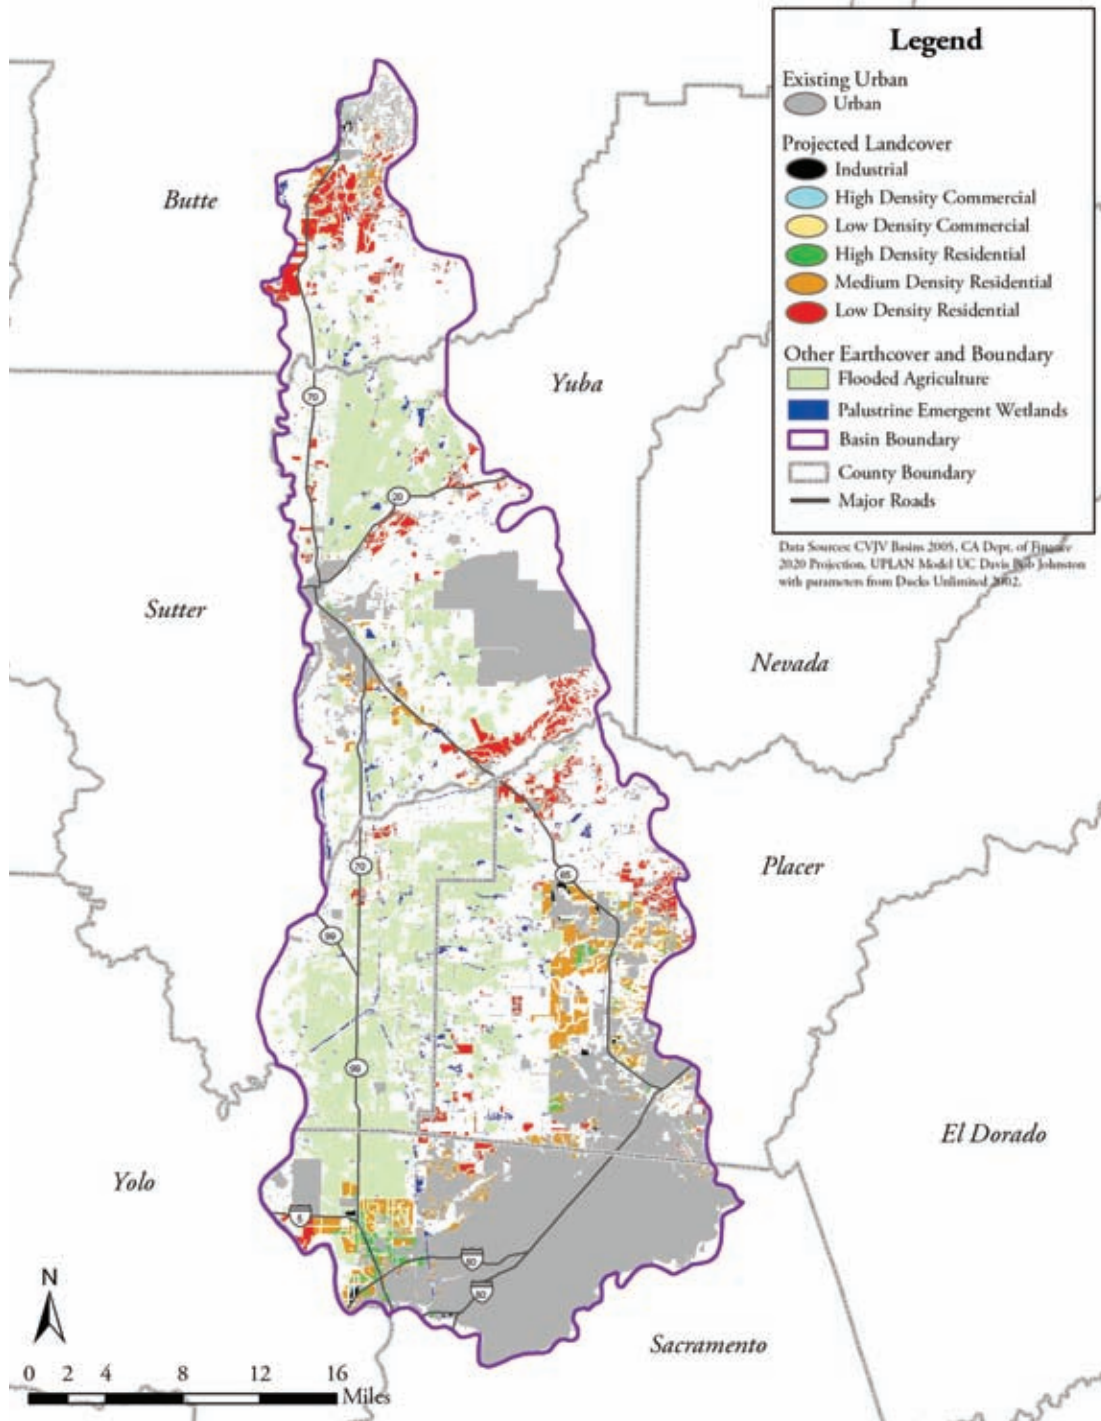 Legend
Existing Urban
Urban
Projected Landcover
Industrial
High Density Commercial
Low Density Commercial
High Density Residential
Medium Density Residential
Low Density Residential
Other Earthcover and Boundary
Flooded Agriculture
Palustrine Emergent Wetlands
Basin Boundary
County Boundary
Major Roads
Data Sources: CVJV Basins 2005, CA Dept. of Finance
2020 Projection, UPLAN Model UC Davis Bob Johnston
with parameters from Ducks Unlimited 2002.
Butte
Yuba
70
20
Sutter
Nevada
Placer
70
65
99
99
El Dorado
Yolo
5
80
80
Sacramento
N
0 2 4 8 12 16
Miles